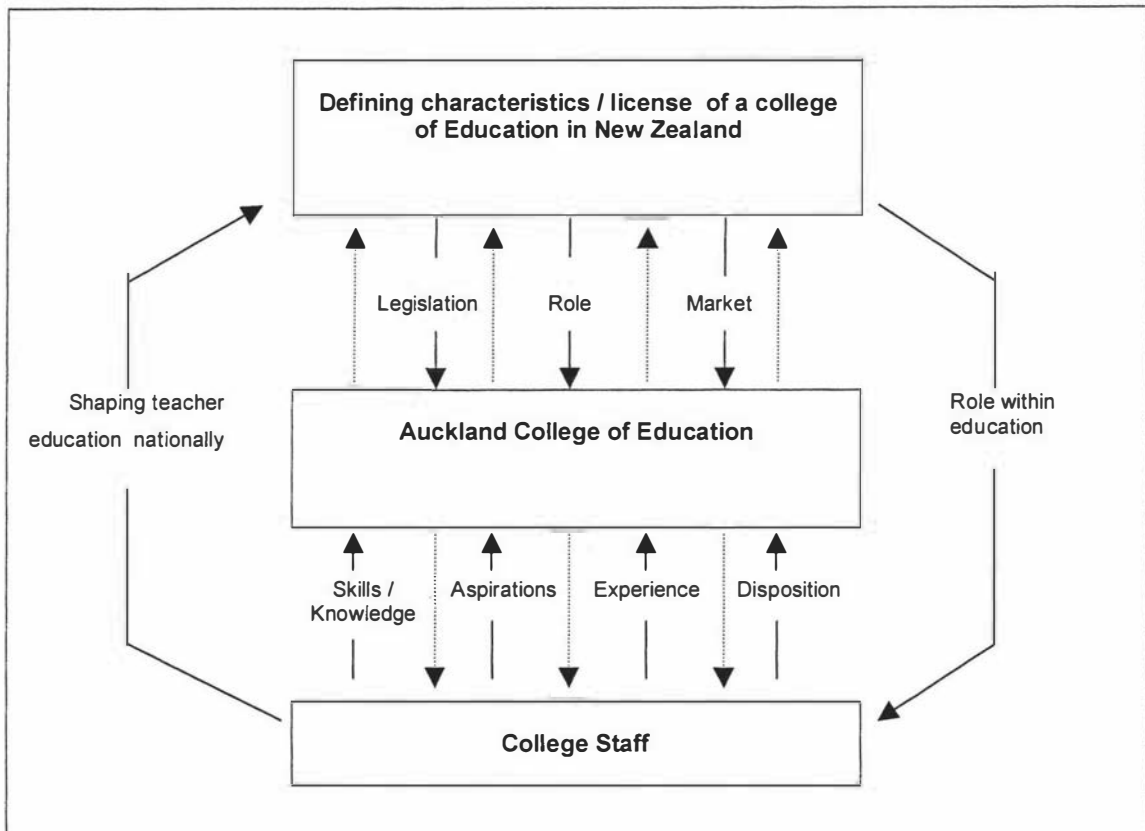 Defining characteristics / license of a college
of Education in New Zealand
Legislation
Role
Market
Shaping teacher
education nationally
Auckland College of Education
Role within
education
Skills /
Knowledge
Aspirations
Experience
Disposition
College Staff